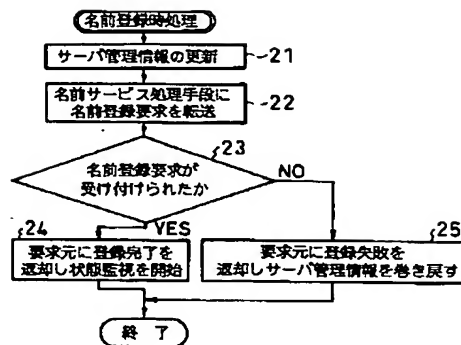 名前登録時処理
サーバ管理情報の更新
21
名前サービス処理手段に
名前登録要求を転送
22
23
名前登録要求が
受け付けられたか
NO
YES
24
要求元に登録完了を
返却し状態監視を開始
25
要求元に登録失敗を
返却しサーバ管理情報を巻き戻す
終了